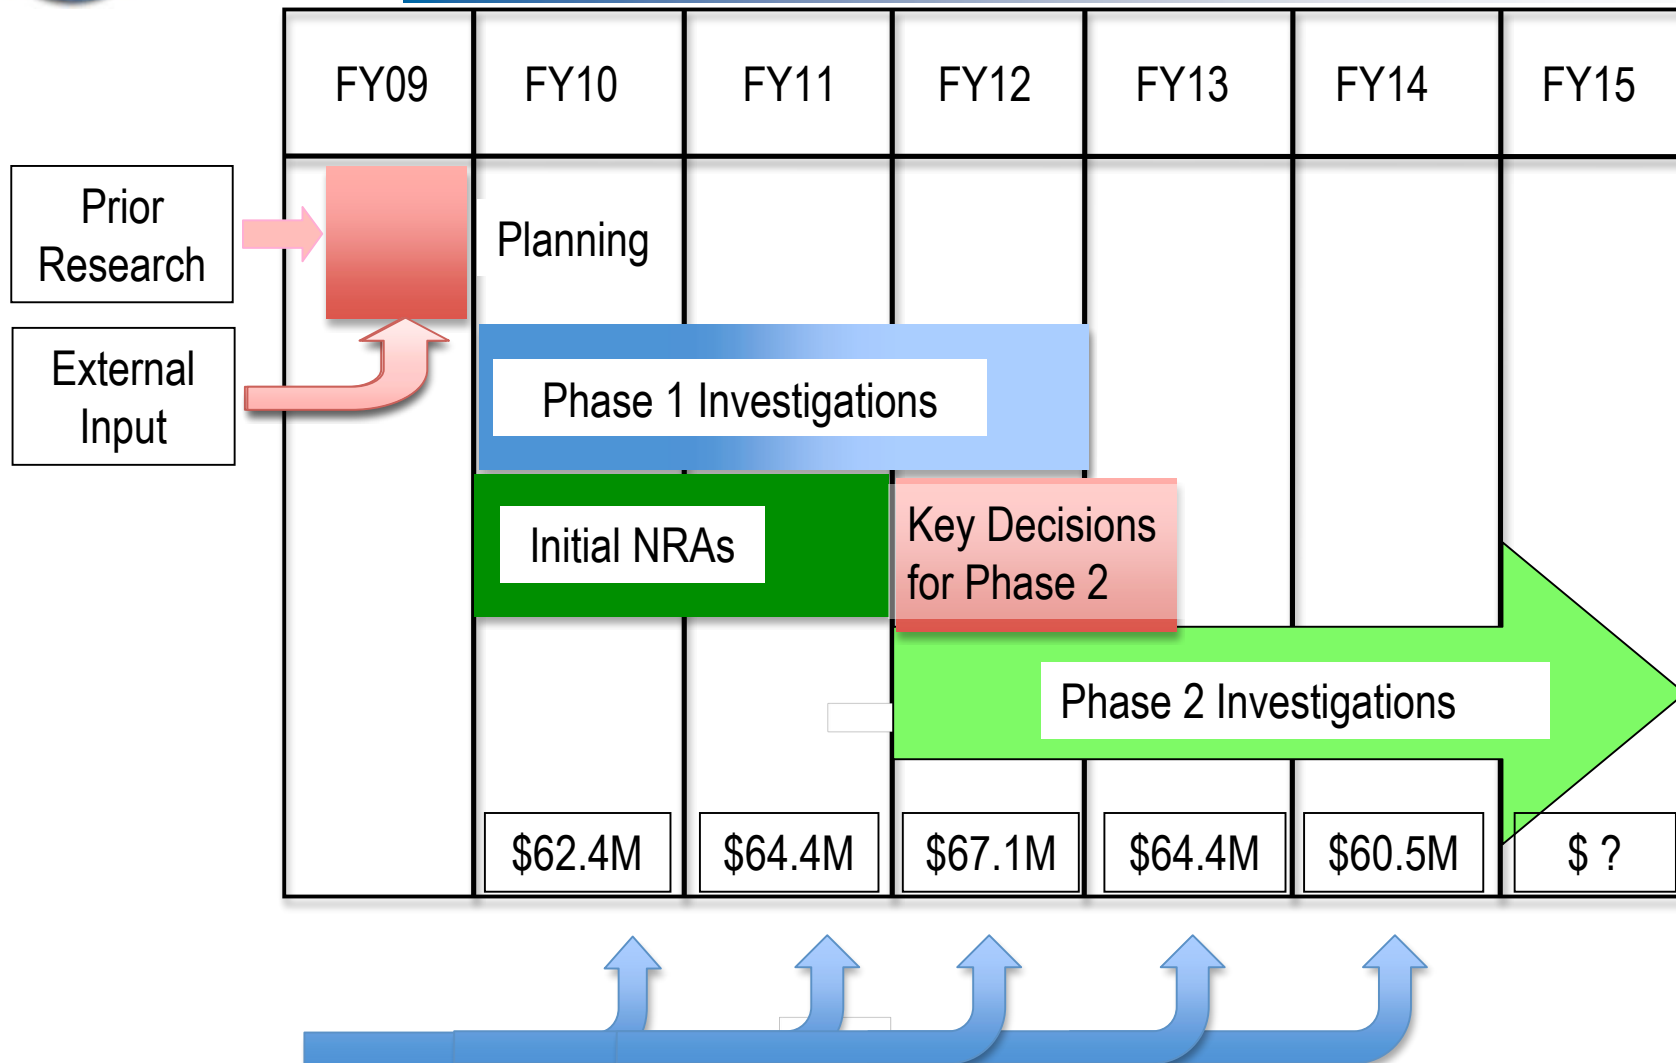 FY09 FY10 FY11 FY12 FY13 FY14 FY15
Prior
Research
Planning
External
Input
Phase 1 Investigations
Initial NRAs
Key Decisions
for Phase 2
Phase 2 Investigations
$62.4M $64.4M $67.1M $64.4M $60.5M $ ?